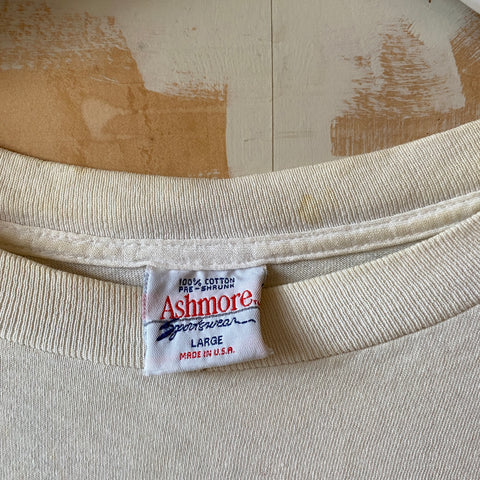 100% COTTON
PRE-SHRUNK
Ashmore
Sportswear
LARGE
MADE IN U.S.A.